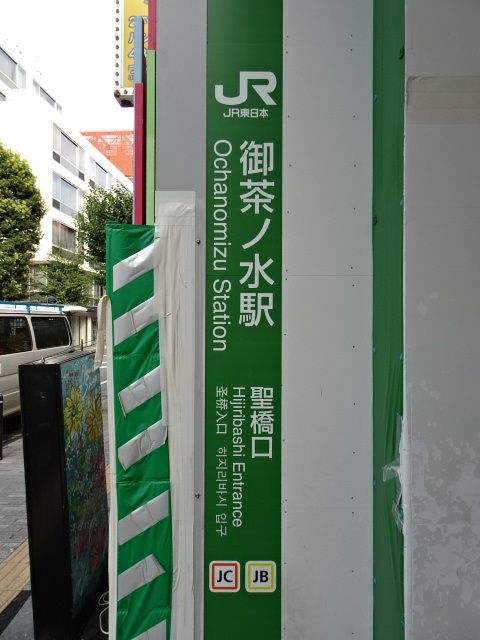 JR
JR東日本
御茶ノ水駅
Ochanomizu Station
聖橋口
Hijiribashi Entrance
圣桥入口 히지리바시 입구
JC JB